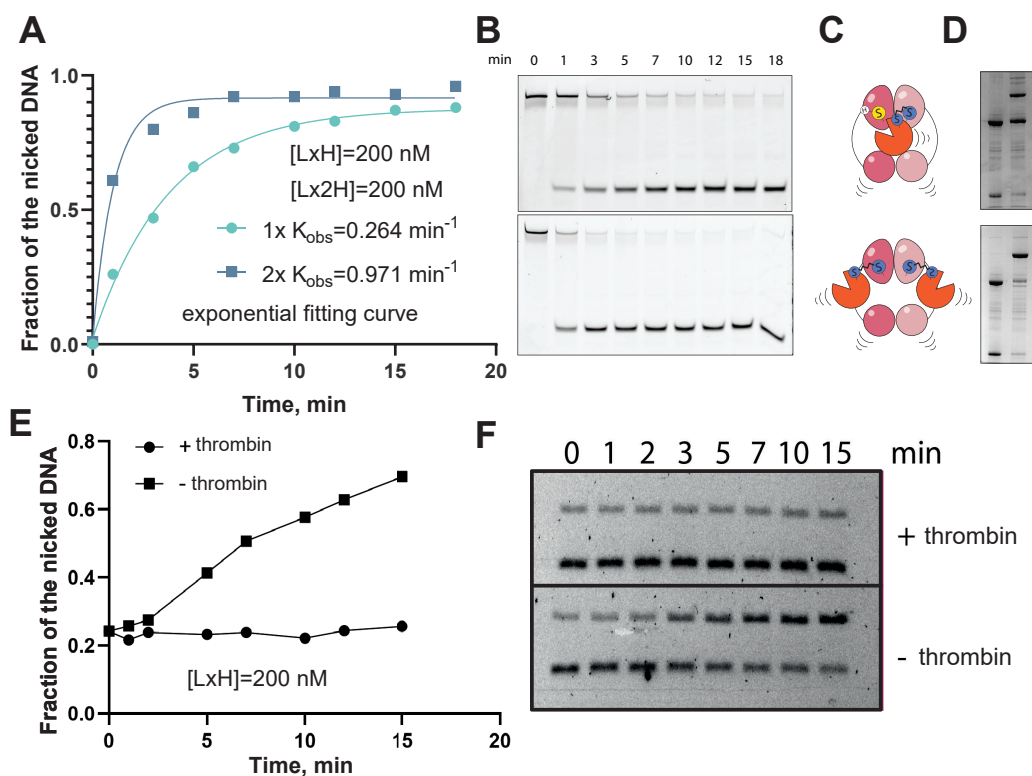 A
Fraction of the nicked DNA
1.0
0.5
0.0
0 5 10 15 20
Time, min
[LxH]=200 nM
[Lx2H]=200 nM
1x Kobs=0.264 min-1
2x Kobs=0.971 min-1
exponential fitting curve
B
min 0 1 3 5 7 10 12 15 18
C
H S S S
S S S S
D
E
Fraction of the nicked DNA
0.8
0.6
0.4
0.2
0.0
0 5 10 15 20
Time, min
+ thrombin
- thrombin
[LxH]=200 nM
F
0 1 2 3 5 7 10 15 min
+ thrombin
- thrombin